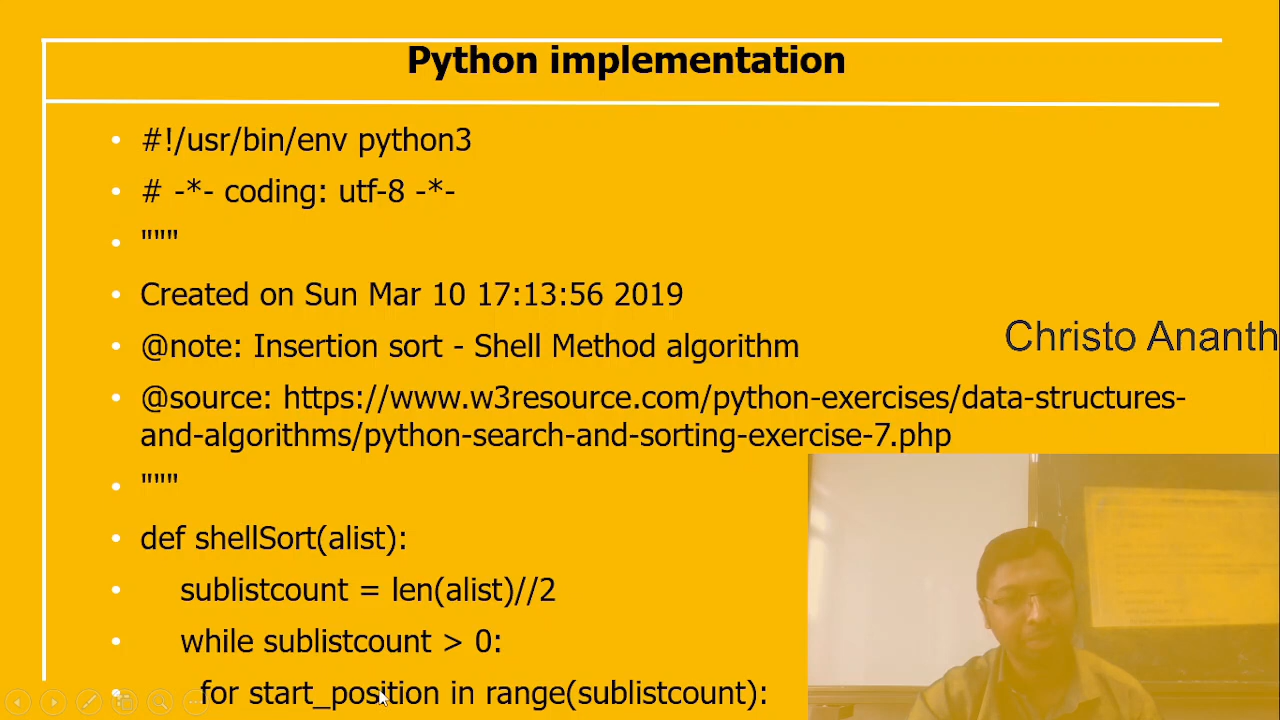 Python implementation
#!/usr/bin/env python3
# -*- coding: utf-8 -*-
"""
Created on Sun Mar 10 17:13:56 2019
@note: Insertion sort - Shell Method algorithm
Christo Ananth
@source: https://www.w3resource.com/python-exercises/data-structures-
and-algorithms/python-search-and-sorting-exercise-7.php
"""
def shellSort(alist):
sublistcount = len(alist)//2
while sublistcount > 0:
for start_position in range(sublistcount):